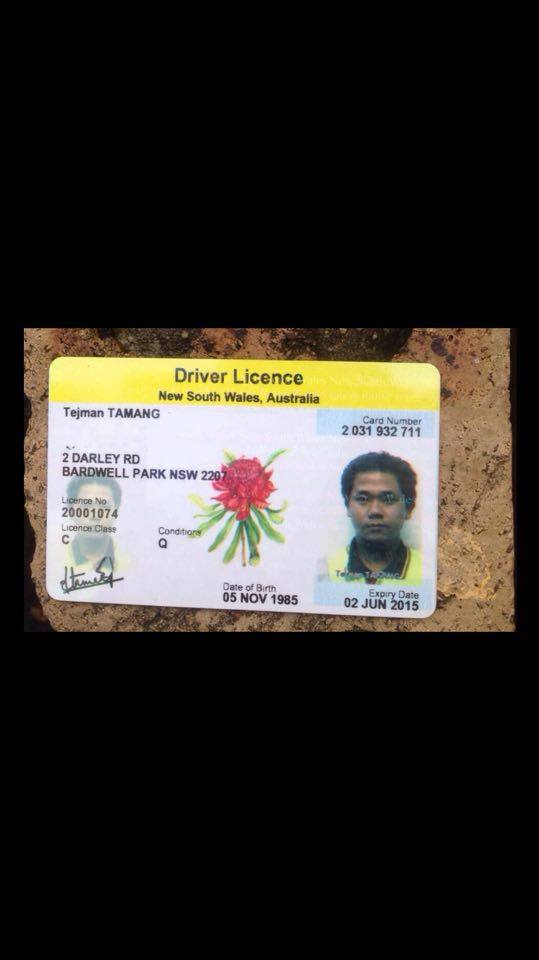 Driver Licence
New South Wales, Australia
Tejman TAMANG
Card Number
2 031 932 711
2 DARLEY RD
BARDWELL PARK NSW 2207
Licence No
20001074
Licence Class
C
Conditions
Q
Tejman TAMANG
Date of Birth
05 NOV 1985
Expiry Date
02 JUN 2015